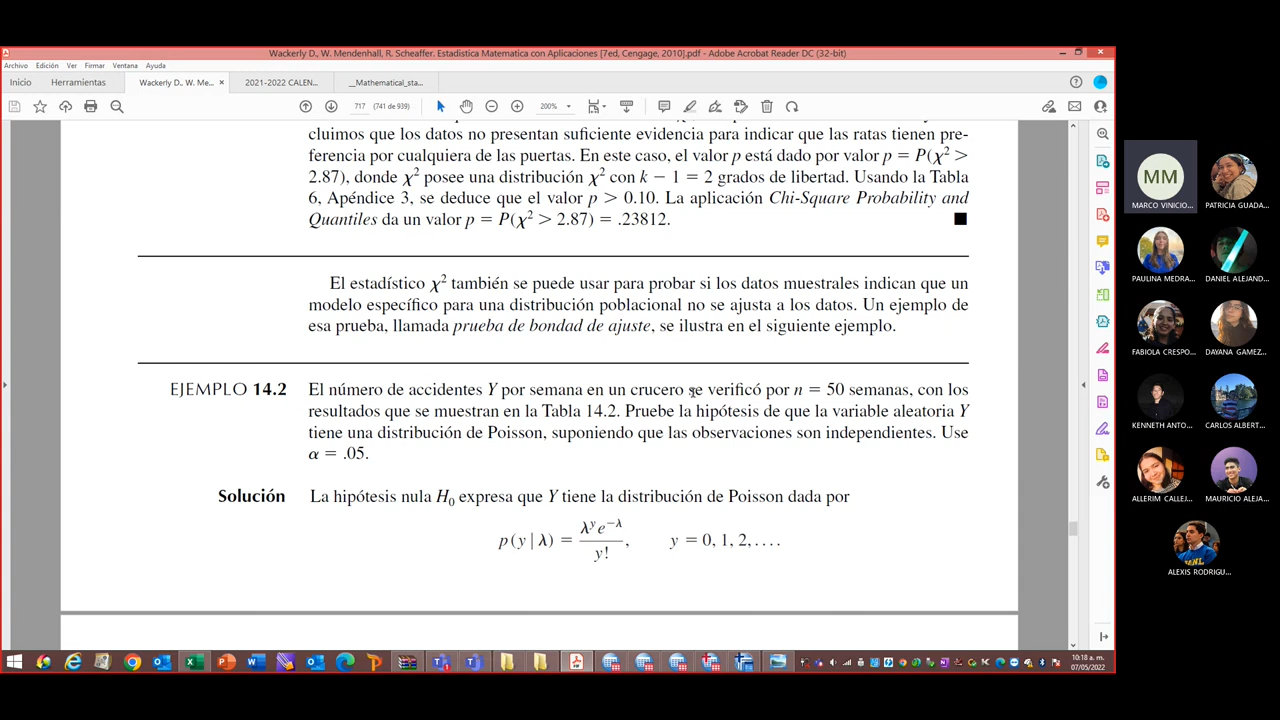 Wackerly D., W. Mendenhall, R. Scheaffer. Estadistica Matematica con Aplicaciones [7ed, Cengage, 2010].pdf - Adobe Acrobat Reader DC (32-bit)
Archivo Edición Ver Firmar Ventana Ayuda
Inicio Herramientas Wackerly D., W. Me... × 2021-2022 CALEN... __Mathematical_sta...
717 (741 de 939) 200%
cluimos que los datos no presentan suficiente evidencia para indicar que las ratas tienen pre-
ferencia por cualquiera de las puertas. En este caso, el valor p está dado por valor p = P(χ² >
2.87), donde χ² posee una distribución χ² con k − 1 = 2 grados de libertad. Usando la Tabla
6, Apéndice 3, se deduce que el valor p > 0.10. La aplicación Chi-Square Probability and
Quantiles da un valor p = P(χ² > 2.87) = .23812.
El estadístico χ² también se puede usar para probar si los datos muestrales indican que un
modelo específico para una distribución poblacional no se ajusta a los datos. Un ejemplo de
esa prueba, llamada prueba de bondad de ajuste, se ilustra en el siguiente ejemplo.
EJEMPLO 14.2 El número de accidentes Y por semana en un crucero se verificó por n = 50 semanas, con los
resultados que se muestran en la Tabla 14.2. Pruebe la hipótesis de que la variable aleatoria Y
tiene una distribución de Poisson, suponiendo que las observaciones son independientes. Use
α = .05.
Solución La hipótesis nula H₀ expresa que Y tiene la distribución de Poisson dada por
p(y | λ) = λʸe⁻λ / y!, y = 0, 1, 2, . . . .
10:18 a. m.
07/05/2022
MM
MARCO VINICIO... PATRICIA GUADA...
PAULINA MEDRA... DANIEL ALEJAND...
FABIOLA CRESPO... DAYANA GAMEZ...
KENNETH ANTO... CARLOS ALBERT...
ALLERIM CALLEJ... MAURICIO ALEJA...
ALEXIS RODRIGU...